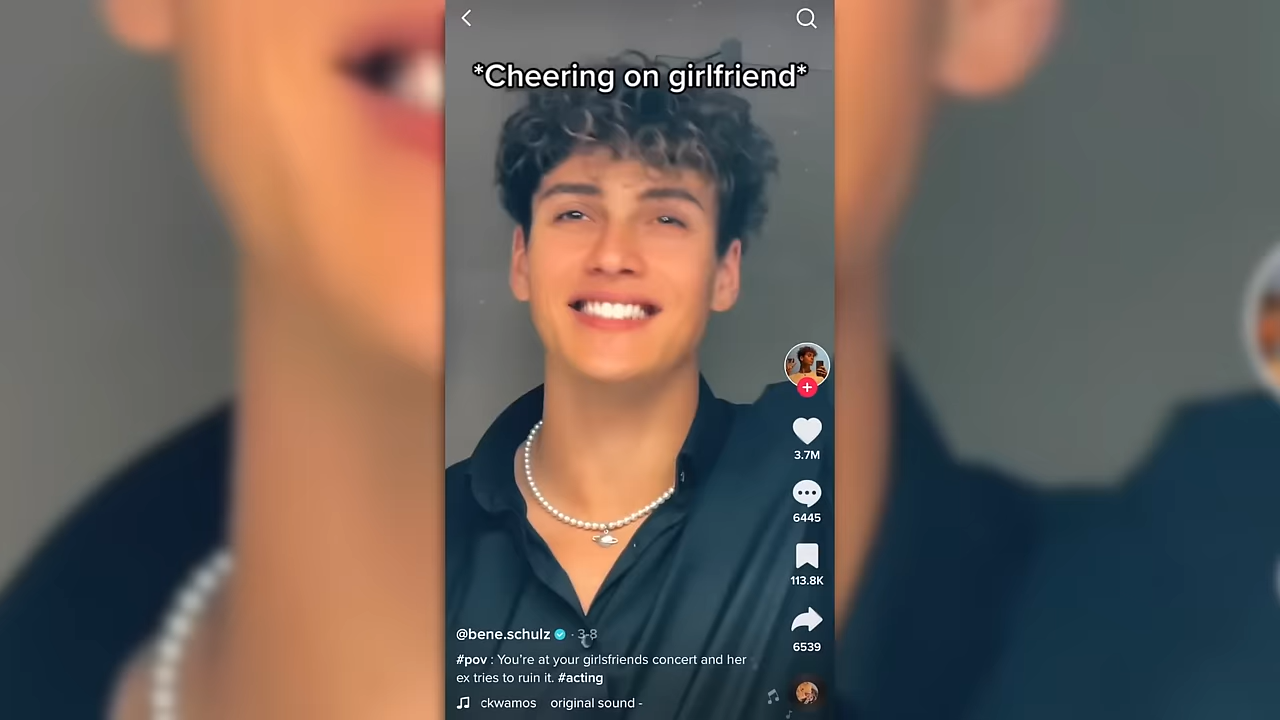 *Cheering on girlfriend*
3.7M
6445
113.8K
6539
@bene.schulz · 3-8
#pov : You're at your girlsfriends concert and her
ex tries to ruin it. #acting
ckwamos original sound -